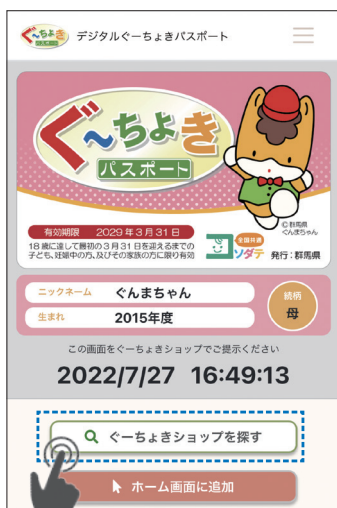 ぐ〜ちょき デジタルぐーちょきパスポート
ぐ〜ちょき
パスポート
©群馬県
ぐんまちゃん
有効期限 2029年3月31日
18歳に達して最初の3月31日を迎えるまでの
子ども、妊娠中の方、及びその家族の方に限り有効
全国共通
コソダテ
発行：群馬県
ニックネーム ぐんまちゃん
生まれ 2015年度
続柄
母
この画面をぐーちょきショップでご提示ください
2022/7/27 16:49:13
ぐーちょきショップを探す
ホーム画面に追加